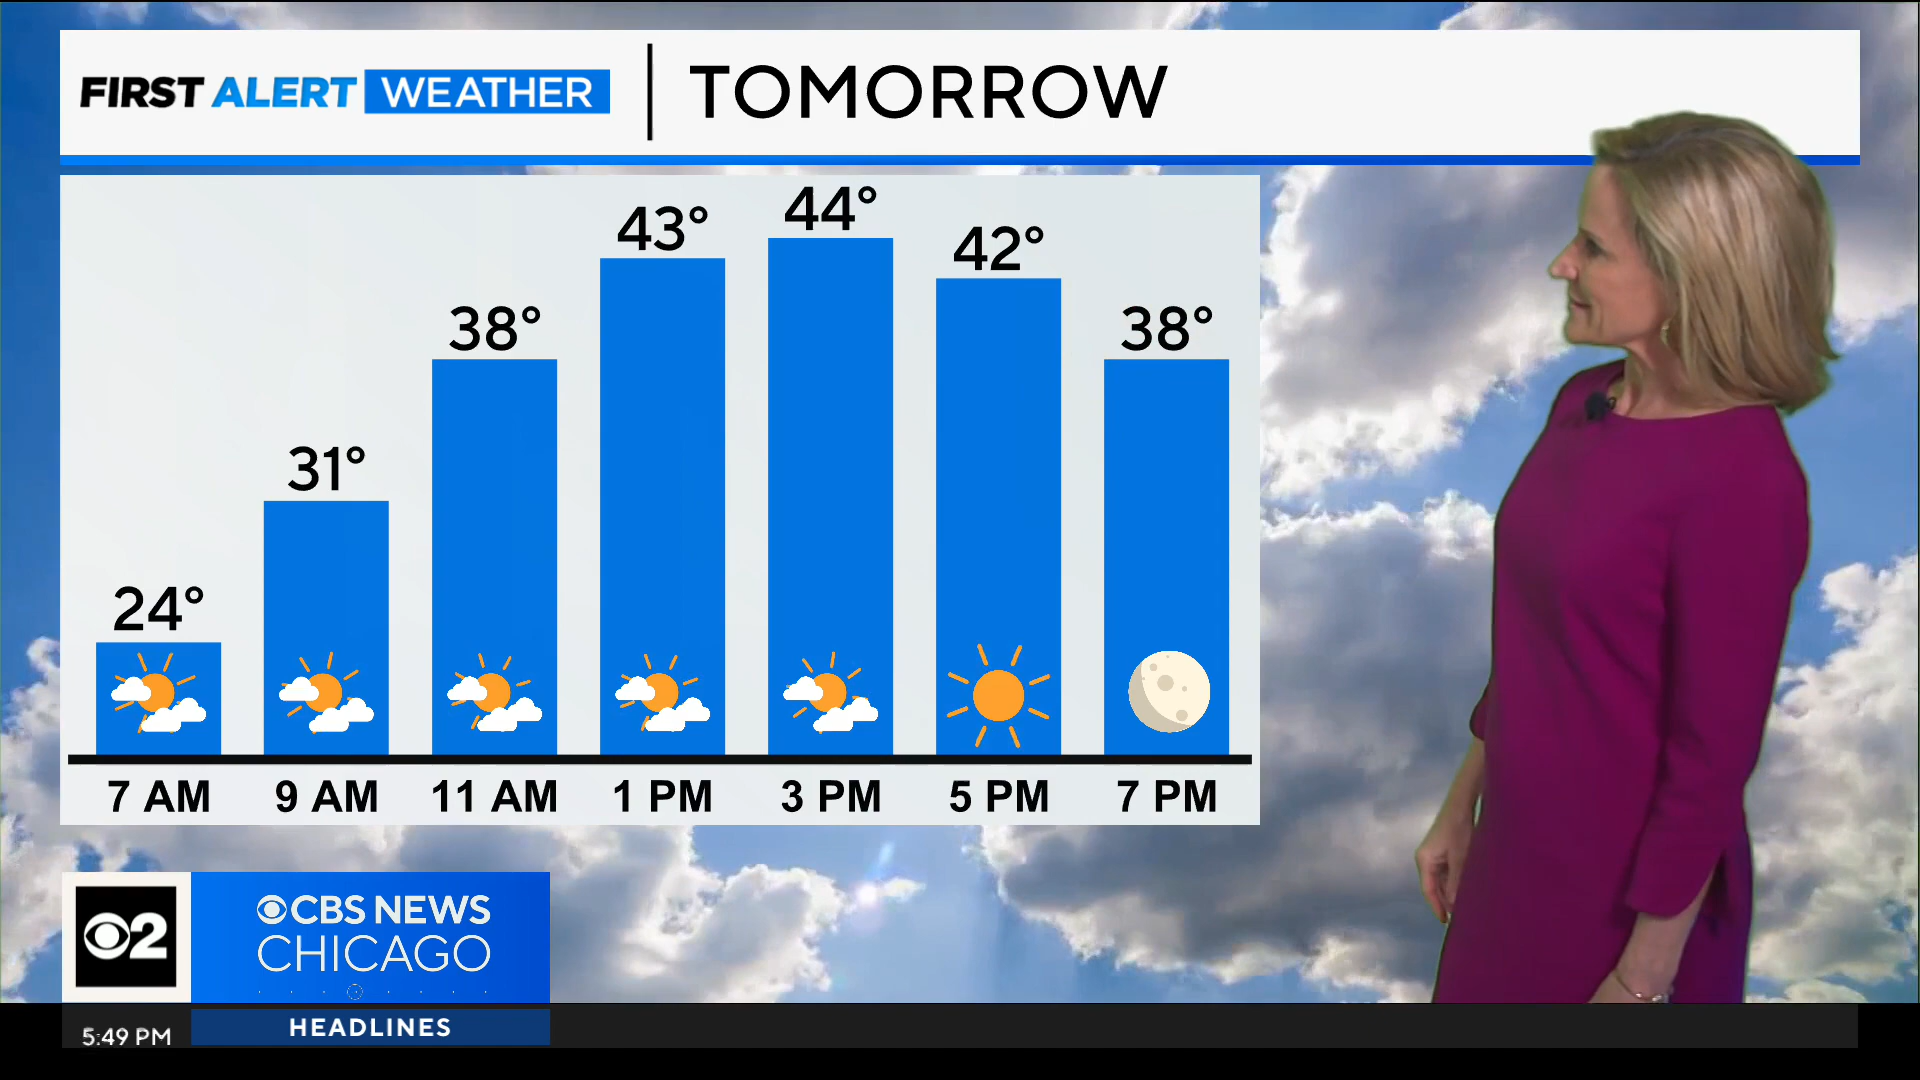 FIRST ALERT WEATHER
TOMORROW
24° 31° 38° 43° 44° 42° 38°
7 AM 9 AM 11 AM 1 PM 3 PM 5 PM 7 PM
2
CBS NEWS
CHICAGO
5:49 PM
HEADLINES